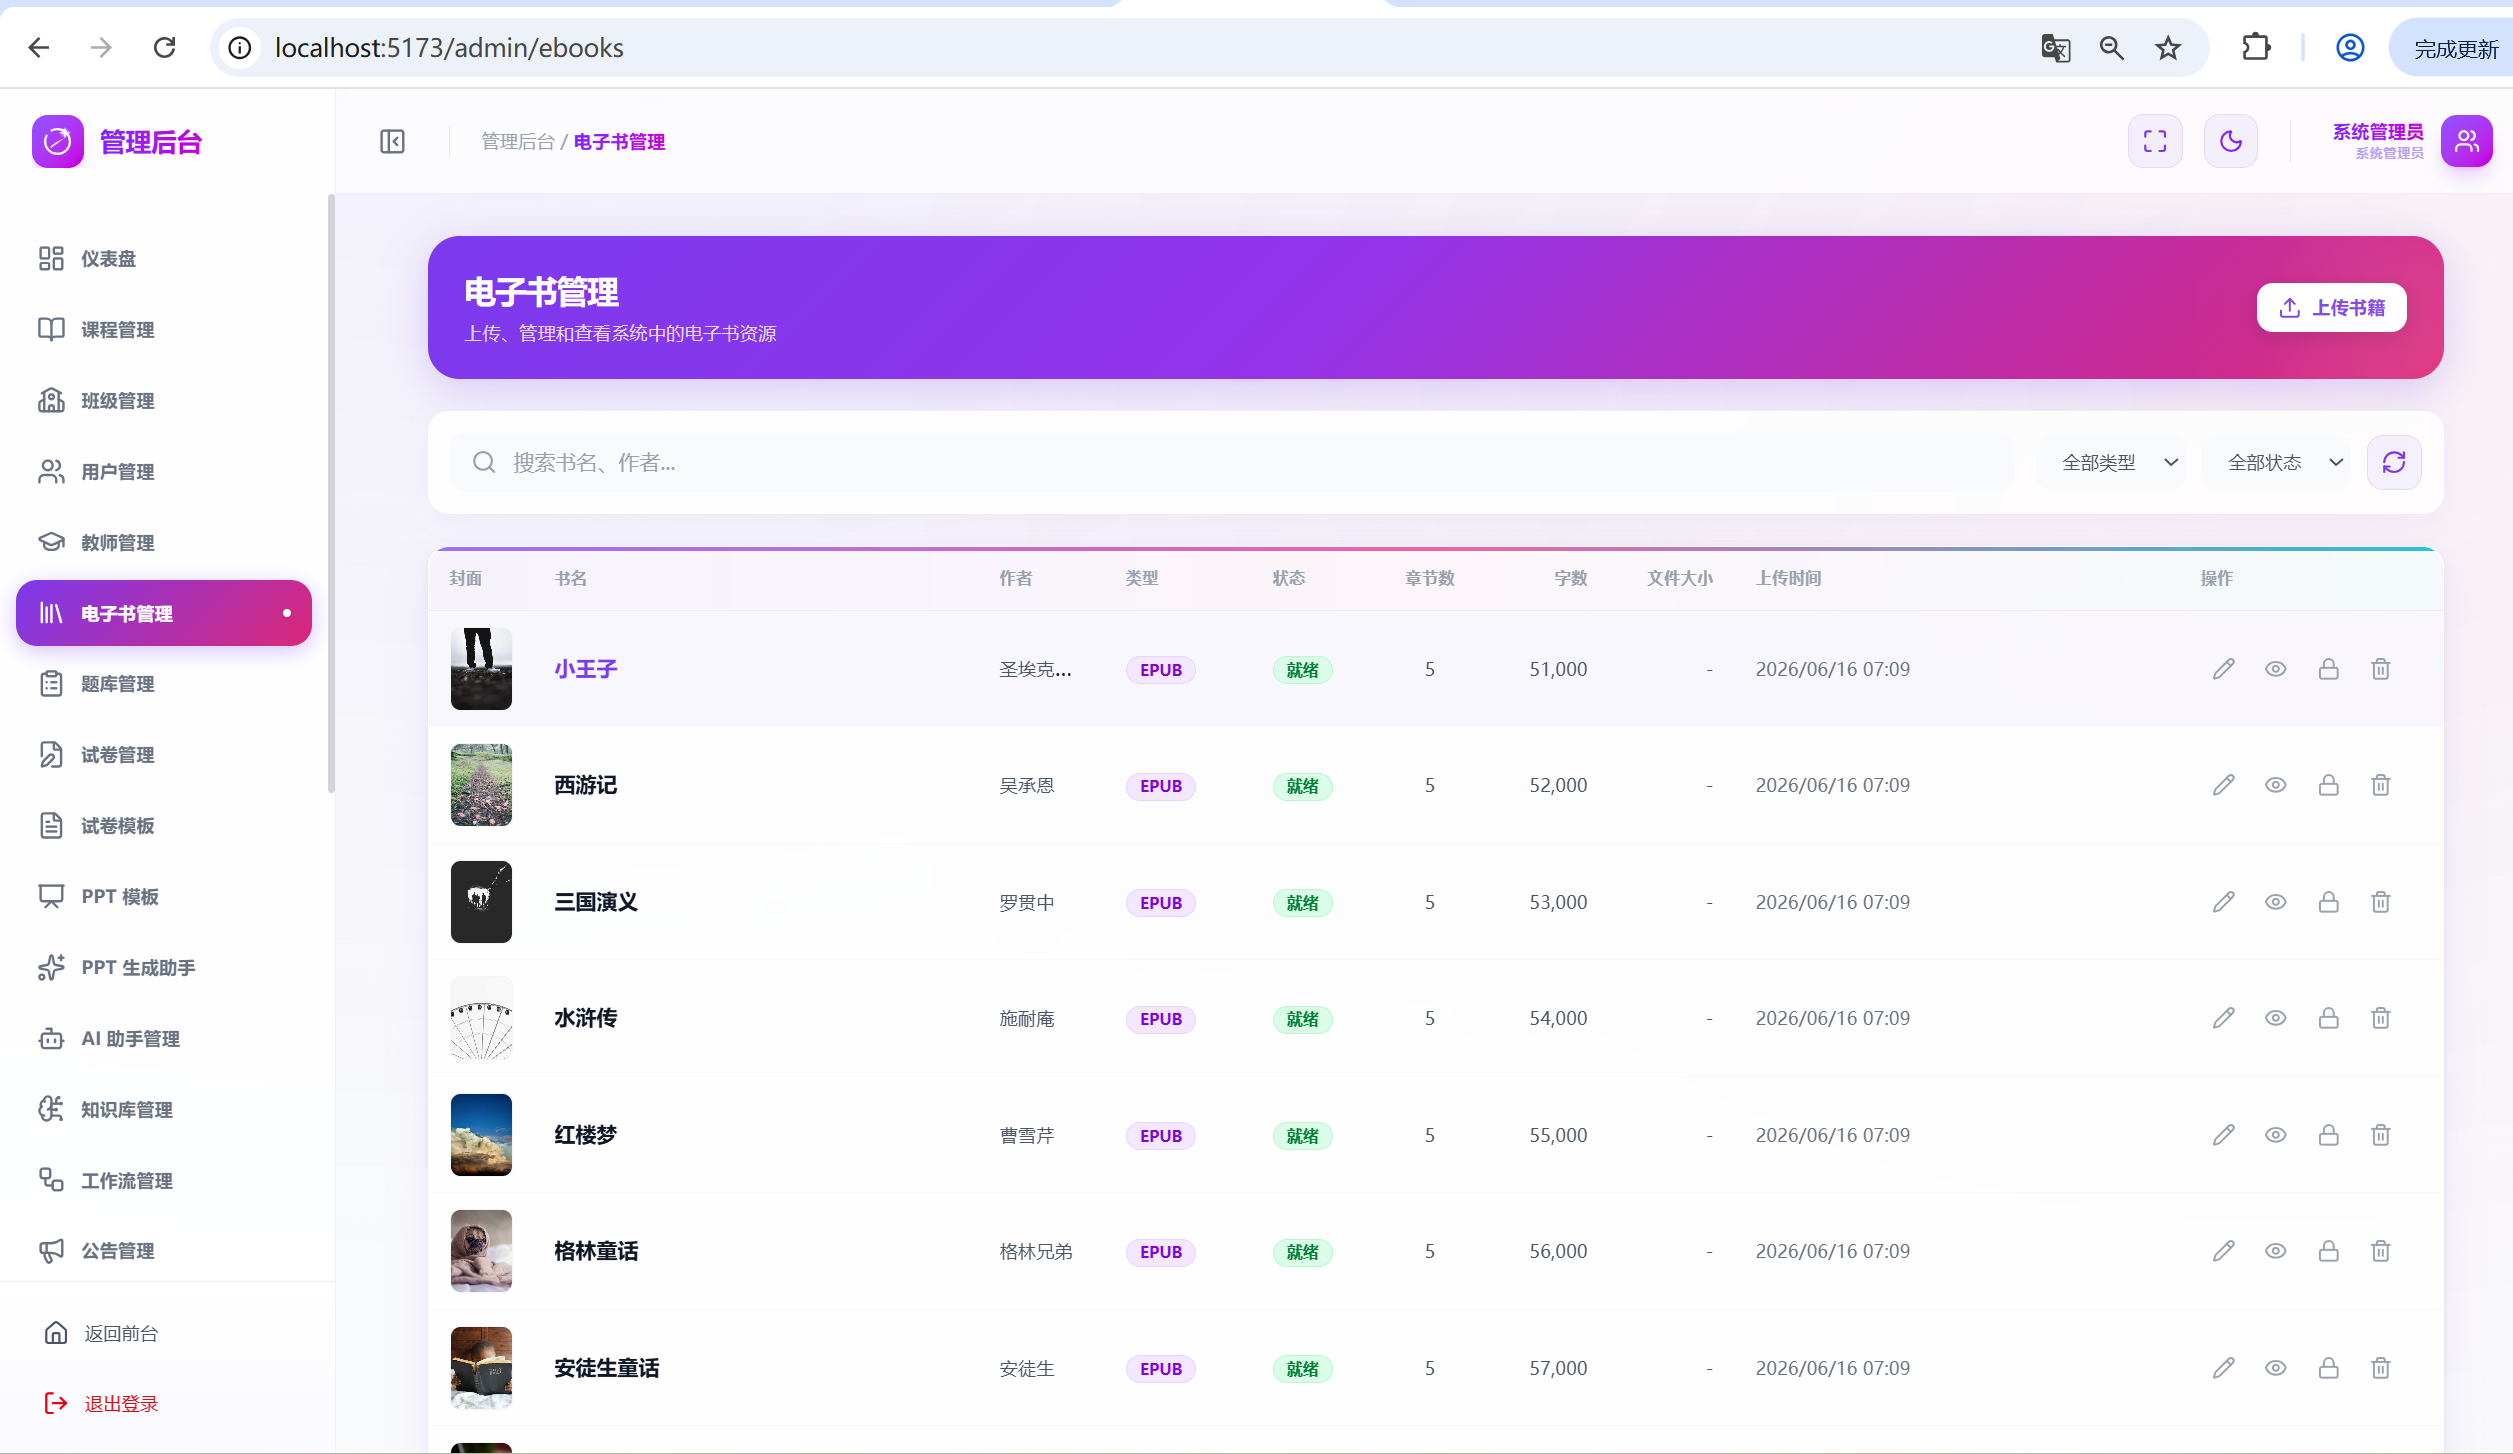 localhost:5173/admin/ebooks
完成更新
管理后台
管理后台 / 电子书管理
系统管理员
系统管理员
仪表盘
课程管理
班级管理
用户管理
教师管理
电子书管理
题库管理
试卷管理
试卷模板
PPT 模板
PPT 生成助手
AI 助手管理
知识库管理
工作流管理
公告管理
返回前台
退出登录
电子书管理
上传、管理和查看系统中的电子书资源
上传书籍
搜索书名、作者...
全部类型
全部状态
封面 书名 作者 类型 状态 章节数 字数 文件大小 上传时间 操作
小王子 圣埃克... EPUB 就绪 5 51,000 - 2026/06/16 07:09
西游记 吴承恩 EPUB 就绪 5 52,000 - 2026/06/16 07:09
三国演义 罗贯中 EPUB 就绪 5 53,000 - 2026/06/16 07:09
水浒传 施耐庵 EPUB 就绪 5 54,000 - 2026/06/16 07:09
红楼梦 曹雪芹 EPUB 就绪 5 55,000 - 2026/06/16 07:09
格林童话 格林兄弟 EPUB 就绪 5 56,000 - 2026/06/16 07:09
安徒生童话 安徒生 EPUB 就绪 5 57,000 - 2026/06/16 07:09